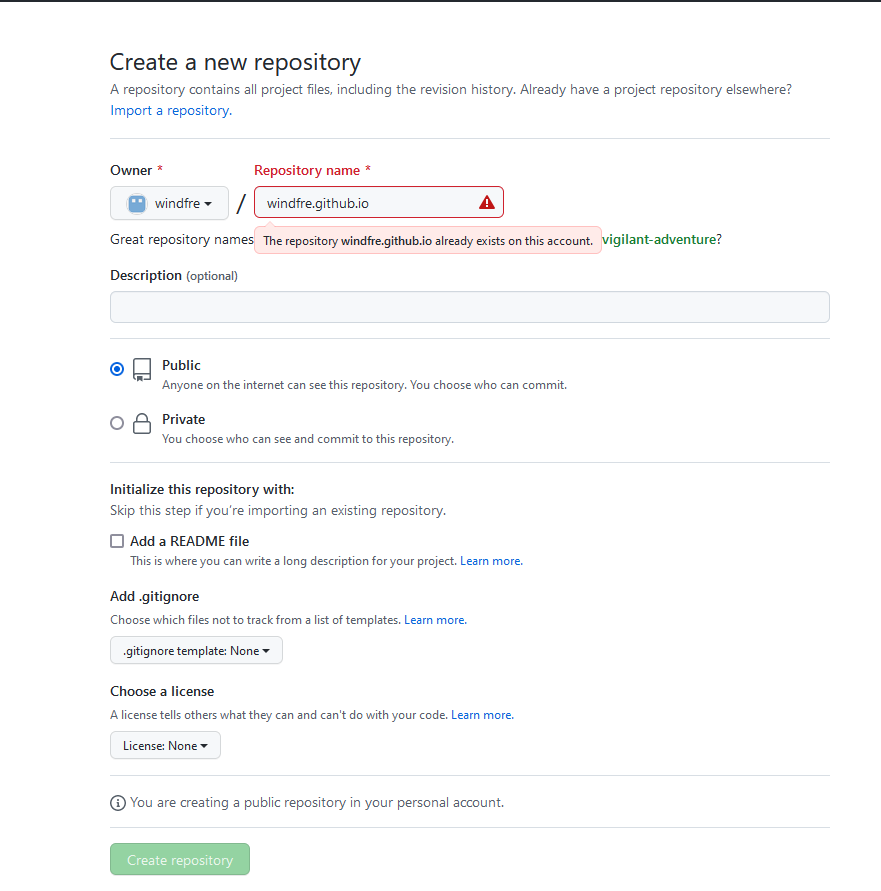 Create a new repository
A repository contains all project files, including the revision history. Already have a project repository elsewhere?
Import a repository.
Owner *
Repository name *
windfre
/
windfre.github.io
Great repository names
The repository windfre.github.io already exists on this account.
vigilant-adventure?
Description (optional)
Public
Anyone on the internet can see this repository. You choose who can commit.
Private
You choose who can see and commit to this repository.
Initialize this repository with:
Skip this step if you're importing an existing repository.
Add a README file
This is where you can write a long description for your project. Learn more.
Add .gitignore
Choose which files not to track from a list of templates. Learn more.
.gitignore template: None
Choose a license
A license tells others what they can and can't do with your code. Learn more.
License: None
You are creating a public repository in your personal account.
Create repository